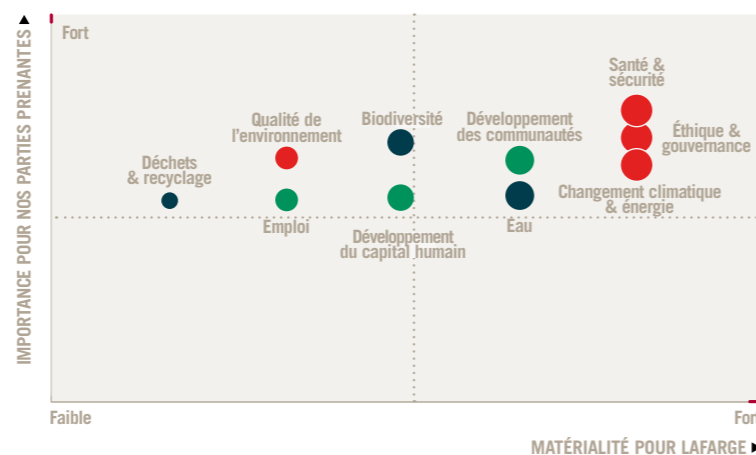 IMPORTANCE POUR NOS PARTIES PRENANTES ▲
Fort
Santé &
sécurité
Qualité de
l'environnement
Biodiversité
Développement
des communautés
Éthique &
gouvernance
Déchets
& recyclage
Changement climatique
& énergie
Emploi
Développement
du capital humain
Eau
Faible
For
MATÉRIALITÉ POUR LAFARGE